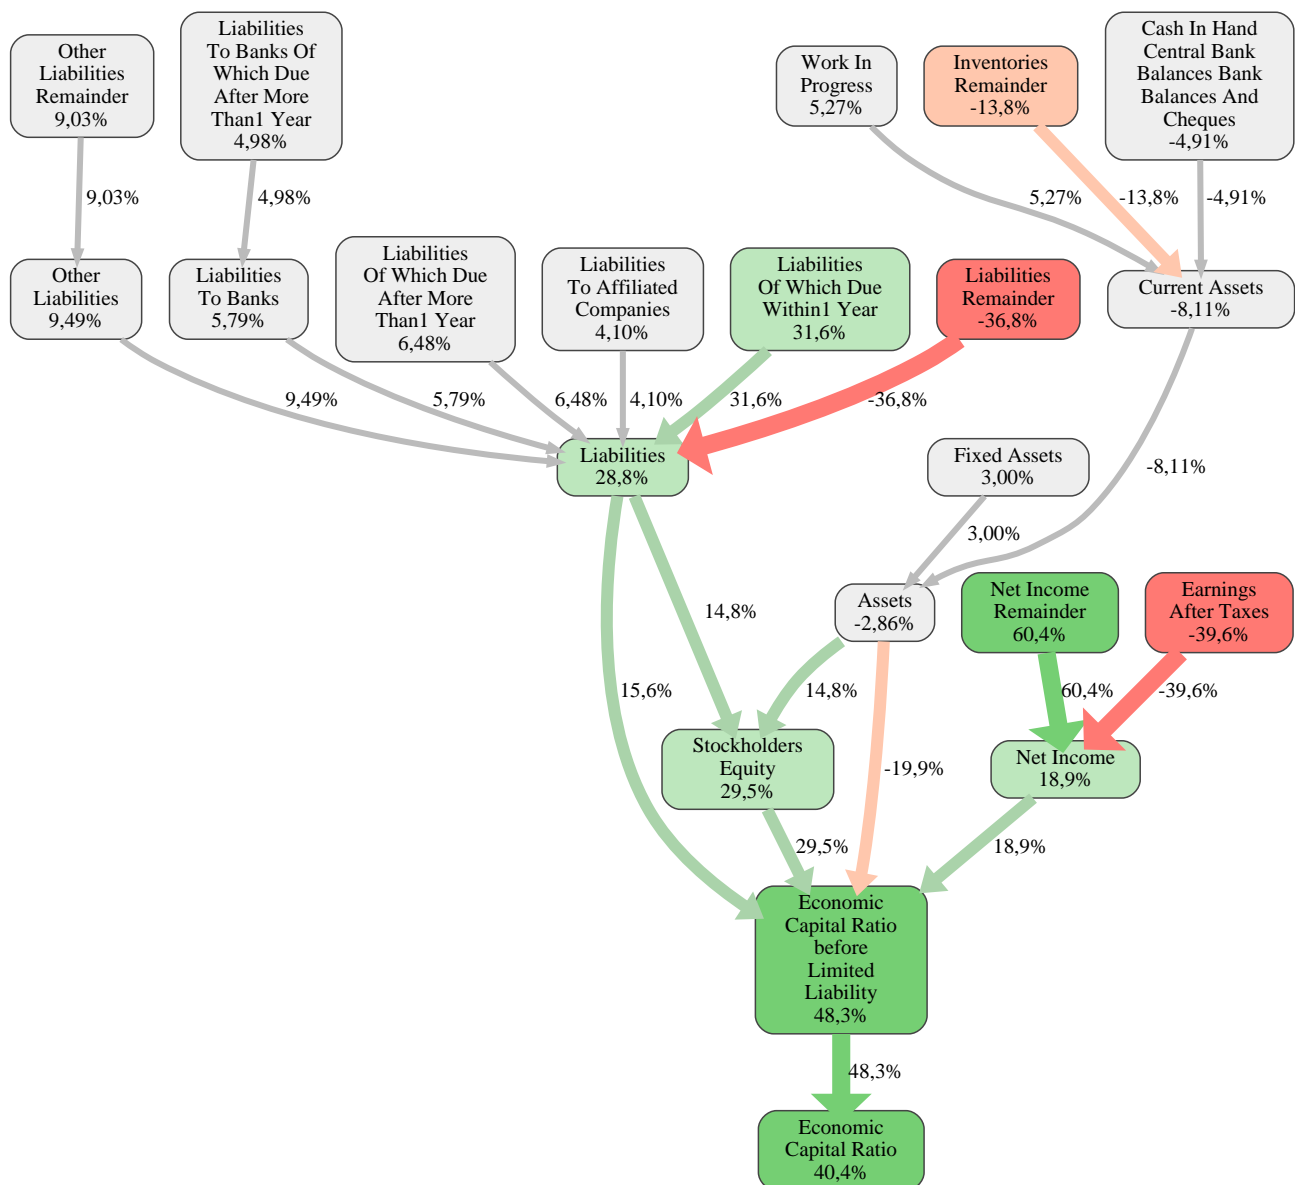 Other
Liabilities
Remainder
9,03%
Liabilities
To Banks Of
Which Due
After More
Than1 Year
4,98%
Work In
Progress
5,27%
Inventories
Remainder
-13,8%
Cash In Hand
Central Bank
Balances Bank
Balances And
Cheques
-4,91%
9,03%
4,98%
5,27%
-13,8%
-4,91%
Other
Liabilities
9,49%
Liabilities
To Banks
5,79%
Liabilities
Of Which Due
After More
Than1 Year
6,48%
Liabilities
To Affiliated
Companies
4,10%
Liabilities
Of Which Due
Within1 Year
31,6%
Liabilities
Remainder
-36,8%
Current Assets
-8,11%
9,49%
5,79%
6,48%
4,10%
31,6%
-36,8%
Liabilities
28,8%
Fixed Assets
3,00%
-8,11%
3,00%
Assets
-2,86%
Net Income
Remainder
60,4%
Earnings
After Taxes
-39,6%
14,8%
15,6%
14,8%
60,4%
-39,6%
Stockholders
Equity
29,5%
-19,9%
Net Income
18,9%
29,5%
18,9%
Economic
Capital Ratio
before
Limited
Liability
48,3%
48,3%
Economic
Capital Ratio
40,4%